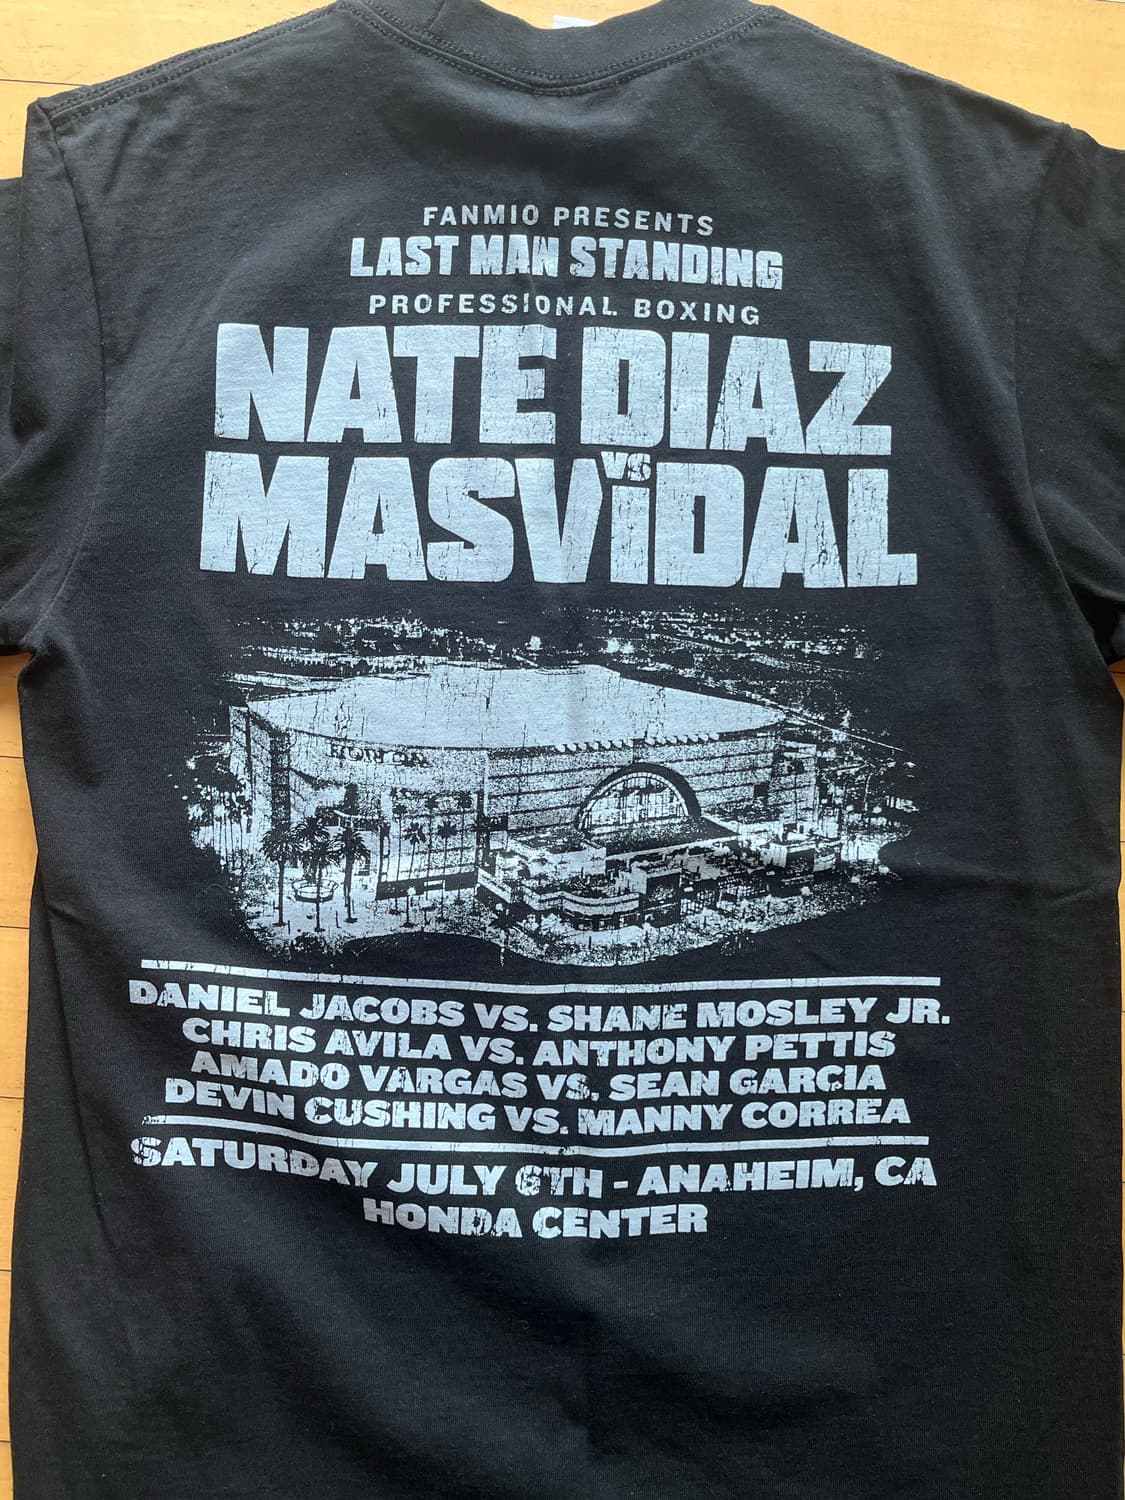 FANMIO PRESENTS
LAST MAN STANDING
PROFESSIONAL BOXING
NATE DIAZ
VS
MASViDAL
HONDA
DANIEL JACOBS VS. SHANE MOSLEY JR.
CHRIS AVILA VS. ANTHONY PETTIS
AMADO VARGAS VS. SEAN GARCIA
DEVIN CUSHING VS. MANNY CORREA
SATURDAY JULY 6TH - ANAHEIM, CA
HONDA CENTER